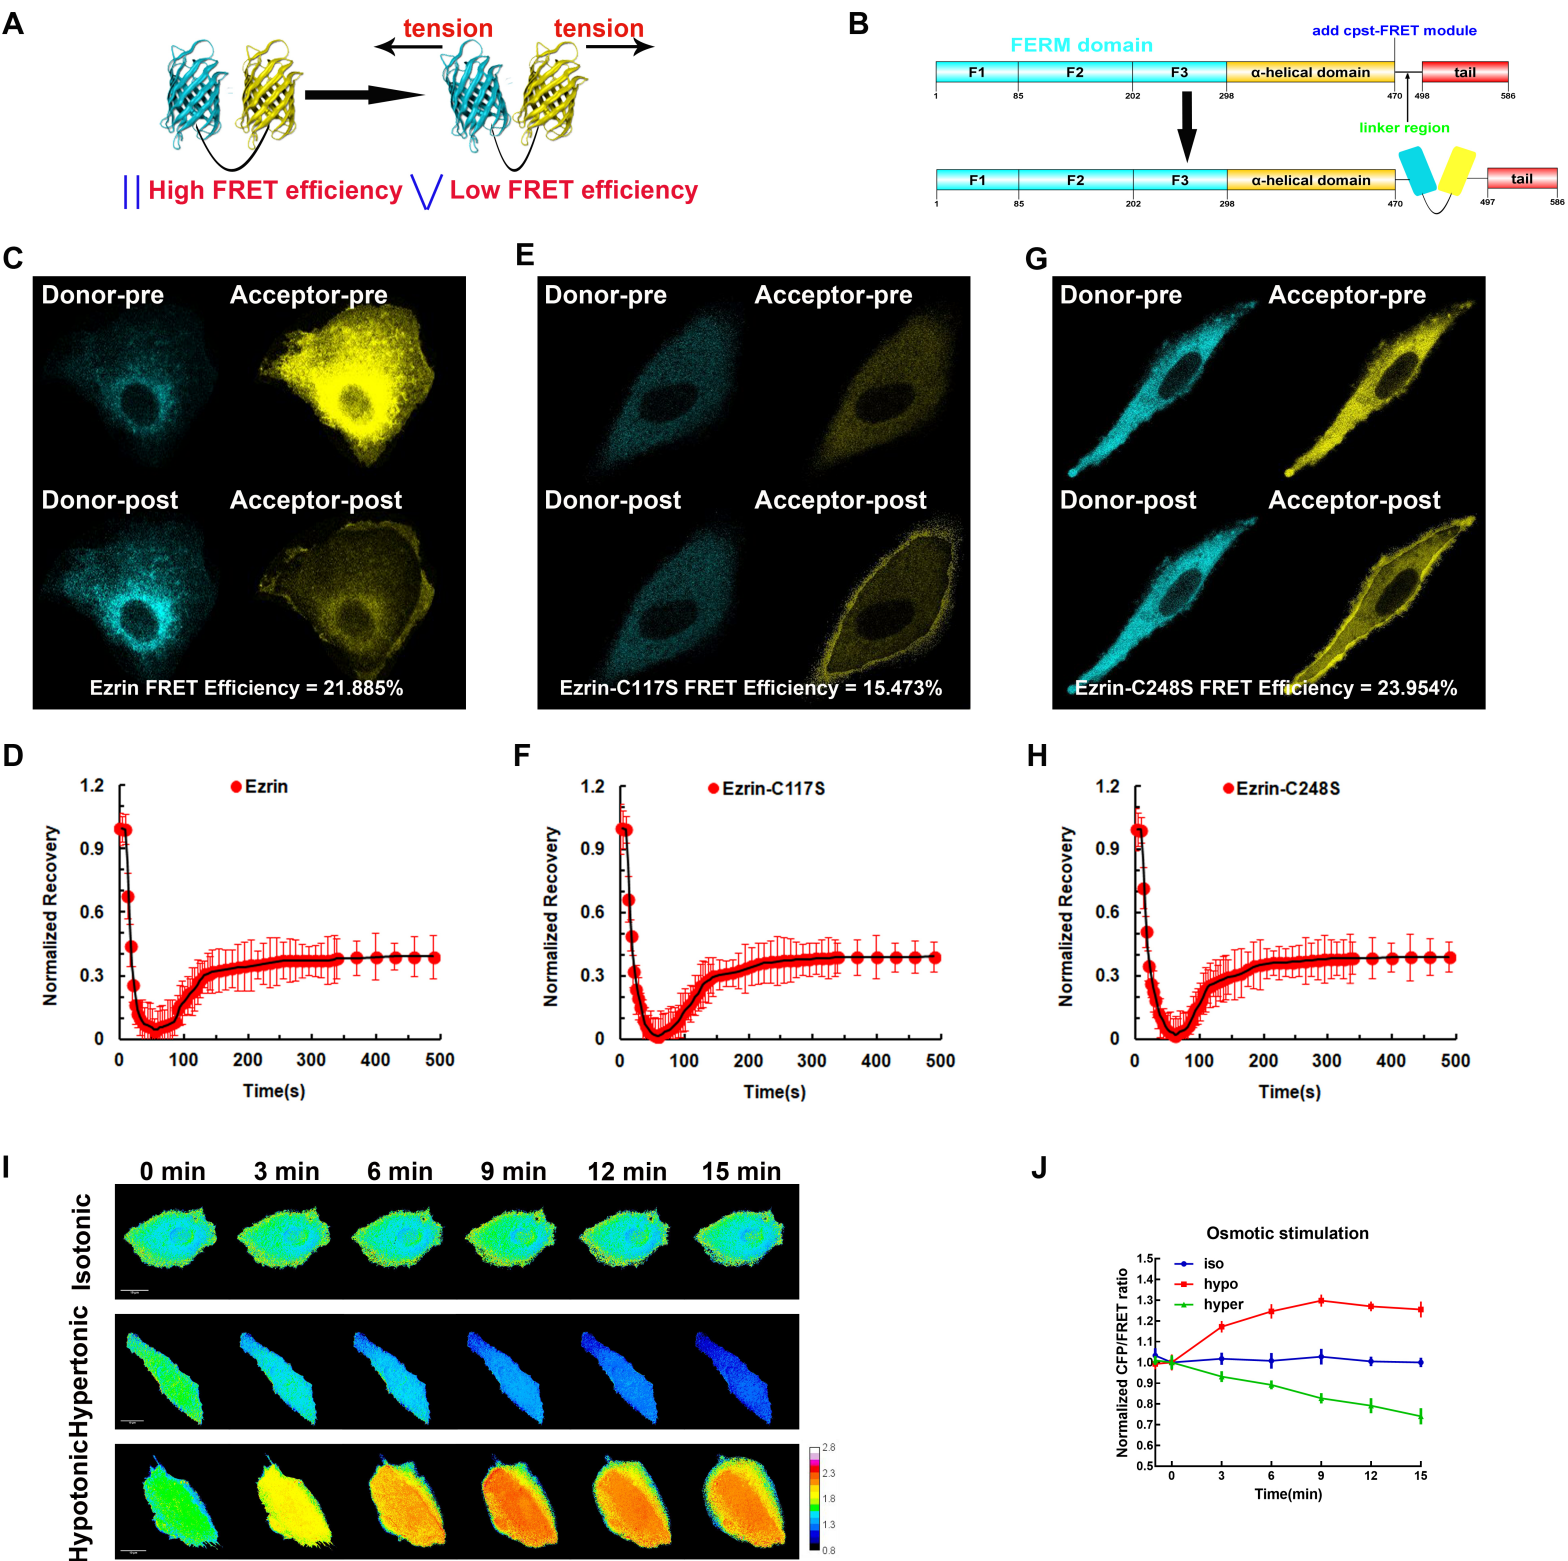 A
tension
tension
High FRET efficiency
Low FRET efficiency
B
add cpst-FRET module
FERM domain
F1 F2 F3 α-helical domain tail
1 85 202 298 470 498 586
linker region
F1 F2 F3 α-helical domain tail
1 85 202 298 470 497 586
C
Donor-pre Acceptor-pre
Donor-post Acceptor-post
Ezrin FRET Efficiency = 21.885%
E
Donor-pre Acceptor-pre
Donor-post Acceptor-post
Ezrin-C117S FRET Efficiency = 15.473%
G
Donor-pre Acceptor-pre
Donor-post Acceptor-post
Ezrin-C248S FRET Efficiency = 23.954%
D
Ezrin
Normalized Recovery
1.2
0.9
0.6
0.3
0
0 100 200 300 400 500
Time(s)
F
Ezrin-C117S
Normalized Recovery
1.2
0.9
0.6
0.3
0
0 100 200 300 400 500
Time(s)
H
Ezrin-C248S
Normalized Recovery
1.2
0.9
0.6
0.3
0
0 100 200 300 400 500
Time(s)
I
0 min 3 min 6 min 9 min 12 min 15 min
Isotonic
Hypertonic
Hypotonic
2.8
2.3
1.8
1.3
0.8
J
Osmotic stimulation
Normalized CFP/FRET ratio
iso
hypo
hyper
1.5
1.4
1.3
1.2
1.1
1.0
0.9
0.8
0.7
0.6
0.5
0 3 6 9 12 15
Time(min)